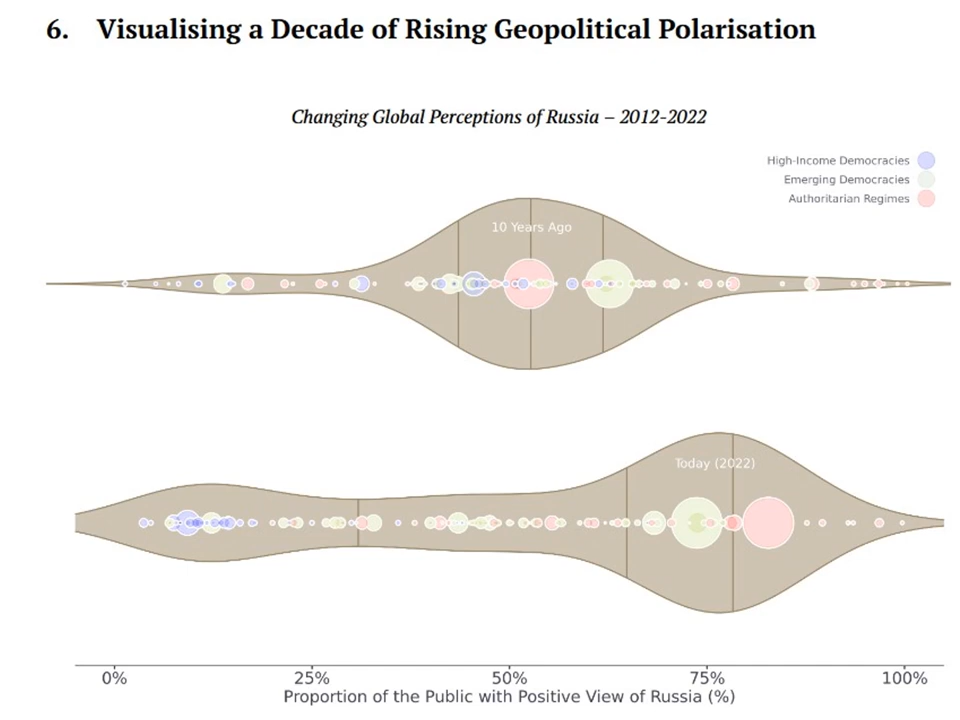 6. Visualising a Decade of Rising Geopolitical Polarisation
Changing Global Perceptions of Russia – 2012-2022
High-Income Democracies
Emerging Democracies
Authoritarian Regimes
10 Years Ago
Today (2022)
0% 25% 50% 75% 100%
Proportion of the Public with Positive View of Russia (%)